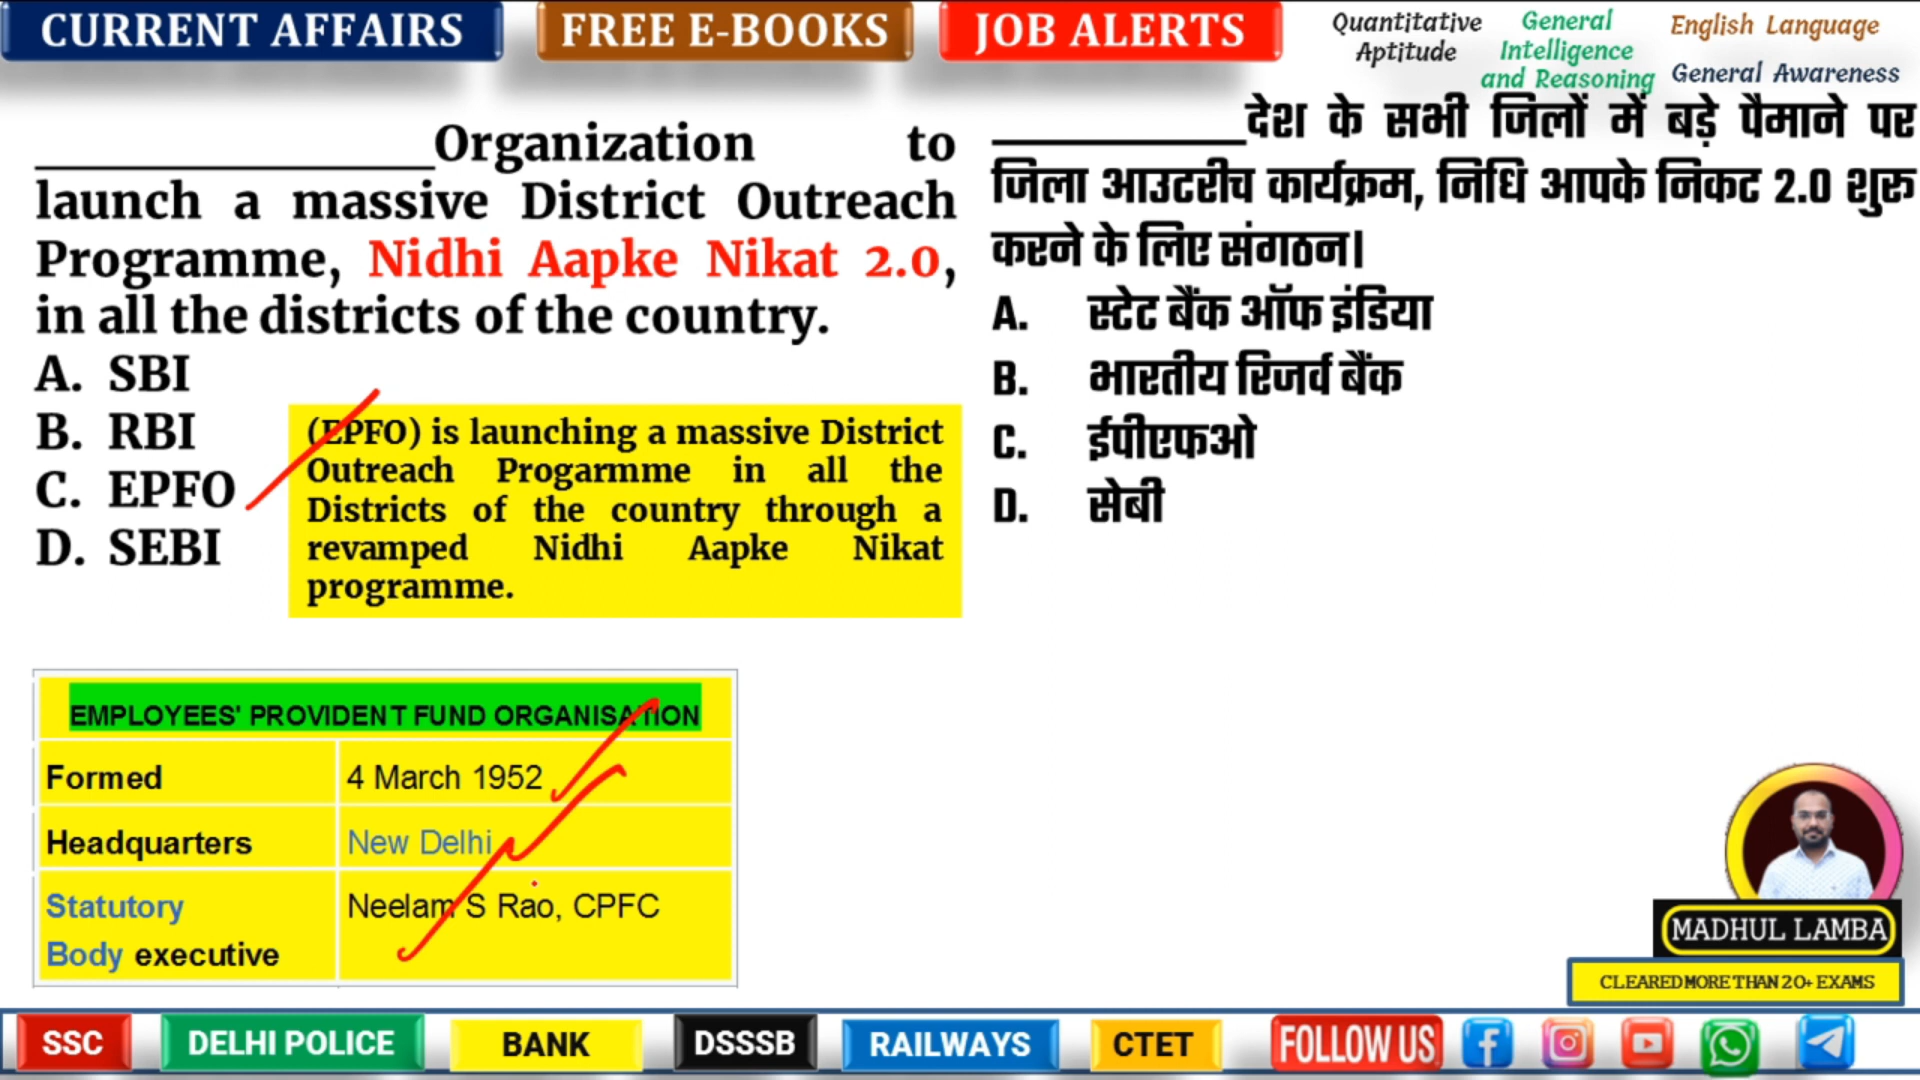 CURRENT AFFAIRS
FREE E-BOOKS
JOB ALERTS
Quantitative
Aptitude
General
Intelligence
and Reasoning
English Language
General Awareness
________________Organization to
launch a massive District Outreach
Programme, Nidhi Aapke Nikat 2.0,
in all the districts of the country.
A. SBI
B. RBI
C. EPFO
D. SEBI
(EPFO) is launching a massive District
Outreach Progarmme in all the
Districts of the country through a
revamped Nidhi Aapke Nikat
programme.
____________देश के सभी जिलों में बड़े पैमाने पर
जिला आउटरीच कार्यक्रम, निधि आपके निकट 2.0 शुरू
करने के लिए संगठन।
A. स्टेट बैंक ऑफ इंडिया
B. भारतीय रिजर्व बैंक
C. ईपीएफओ
D. सेबी
EMPLOYEES' PROVIDENT FUND ORGANISATION
Formed 4 March 1952
Headquarters New Delhi
Statutory Neelam S Rao, CPFC
Body executive
MADHUL LAMBA
CLEARED MORE THAN 20+ EXAMS
SSC
DELHI POLICE
BANK
DSSSB
RAILWAYS
CTET
FOLLOW US